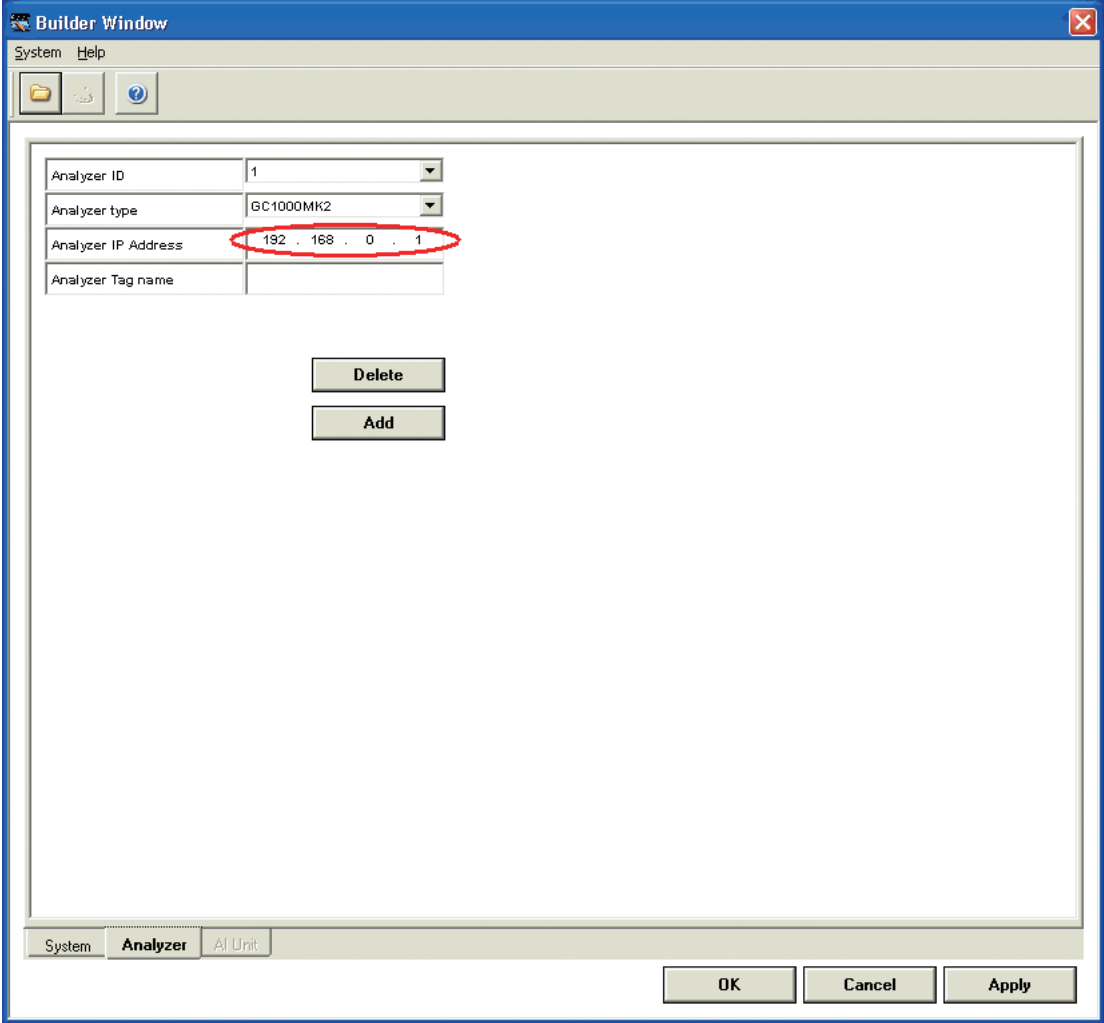 Builder Window
System Help
Analyzer ID 1
Analyzer type GC1000MK2
Analyzer IP Address 192 . 168 . 0 . 1
Analyzer Tag name
Delete
Add
System Analyzer AI Unit
OK Cancel Apply